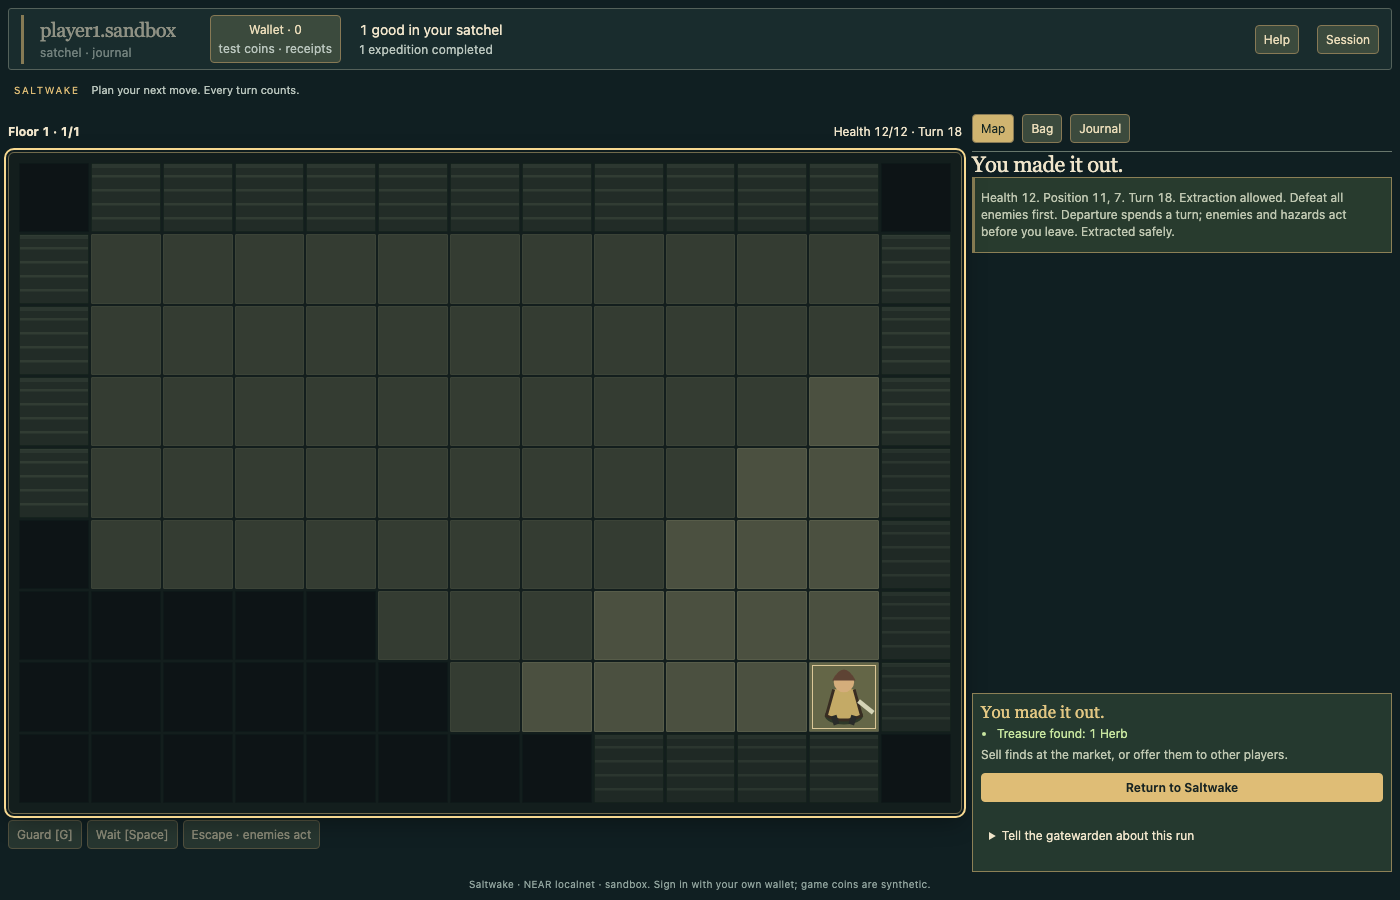 player1.sandbox
satchel · journal
Wallet · 0
test coins · receipts
1 good in your satchel
1 expedition completed
Help
Session
SALTWAKE Plan your next move. Every turn counts.
Floor 1 · 1/1
Health 12/12 · Turn 18
Map
Bag
Journal
You made it out.
Health 12. Position 11, 7. Turn 18. Extraction allowed. Defeat all
enemies first. Departure spends a turn; enemies and hazards act
before you leave. Extracted safely.
You made it out.
• Treasure found: 1 Herb
Sell finds at the market, or offer them to other players.
Return to Saltwake
▶ Tell the gatewarden about this run
Guard [G]
Wait [Space]
Escape · enemies act
Saltwake · NEAR localnet · sandbox. Sign in with your own wallet; game coins are synthetic.